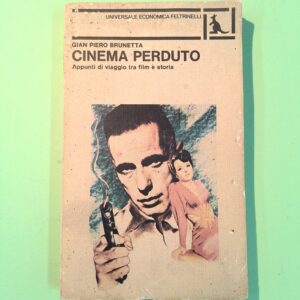 UNIVERSALE ECONOMICA FELTRINELLI
GIAN PIERO BRUNETTA
CINEMA PERDUTO
Appunti di viaggio tra film e storia